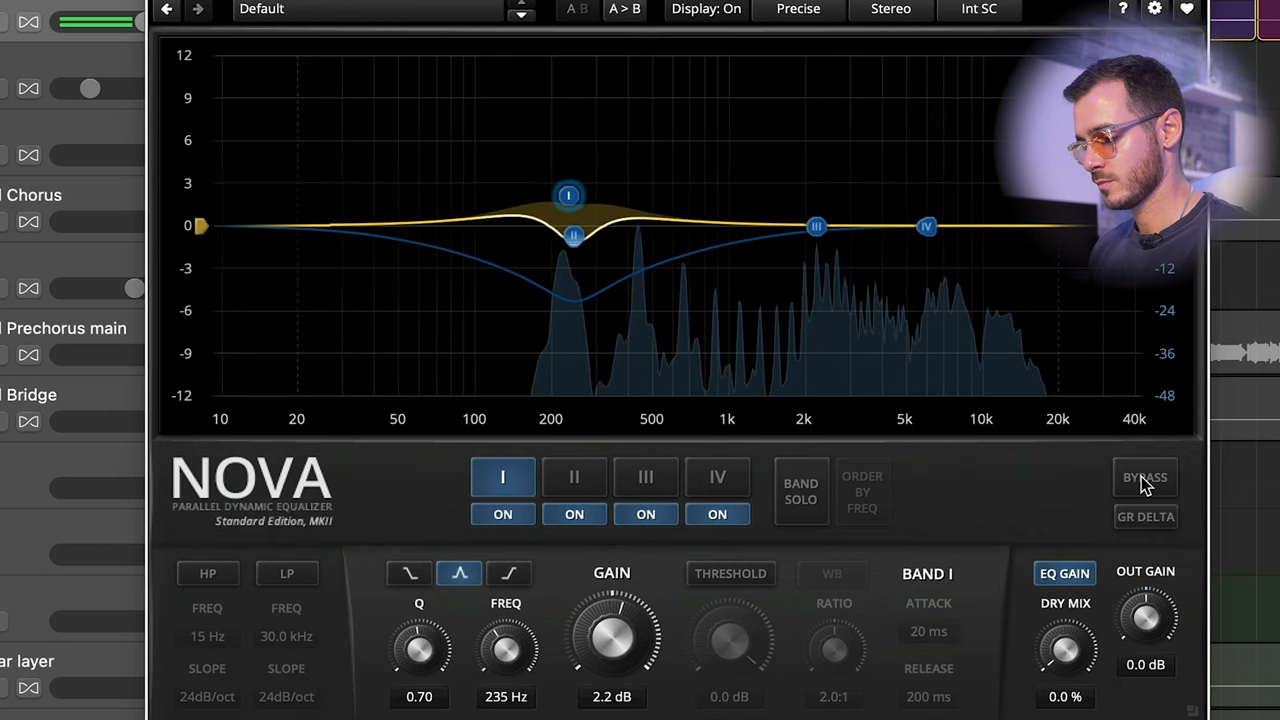 Default
A B
A > B
Display: On
Precise
Stereo
Int SC
?
12
9
6
3
0
-3
-6
-9
-12
-12
-24
-36
-48
I
II
III
IV
10 20 50 100 200 500 1k 2k 5k 10k 20k 40k
Chorus
Prechorus main
Bridge
ar layer
NOVA
PARALLEL DYNAMIC EQUALIZER
Standard Edition, MKII
I II III IV
ON ON ON ON
BAND
SOLO
ORDER
BY
FREQ
BYPASS
GR DELTA
HP LP
FREQ FREQ
15 Hz 30.0 kHz
SLOPE SLOPE
24dB/oct 24dB/oct
Q
0.70
FREQ
235 Hz
GAIN
2.2 dB
THRESHOLD
0.0 dB
WB
RATIO
2.0:1
BAND I
ATTACK
20 ms
RELEASE
200 ms
EQ GAIN
DRY MIX
0.0 %
OUT GAIN
0.0 dB